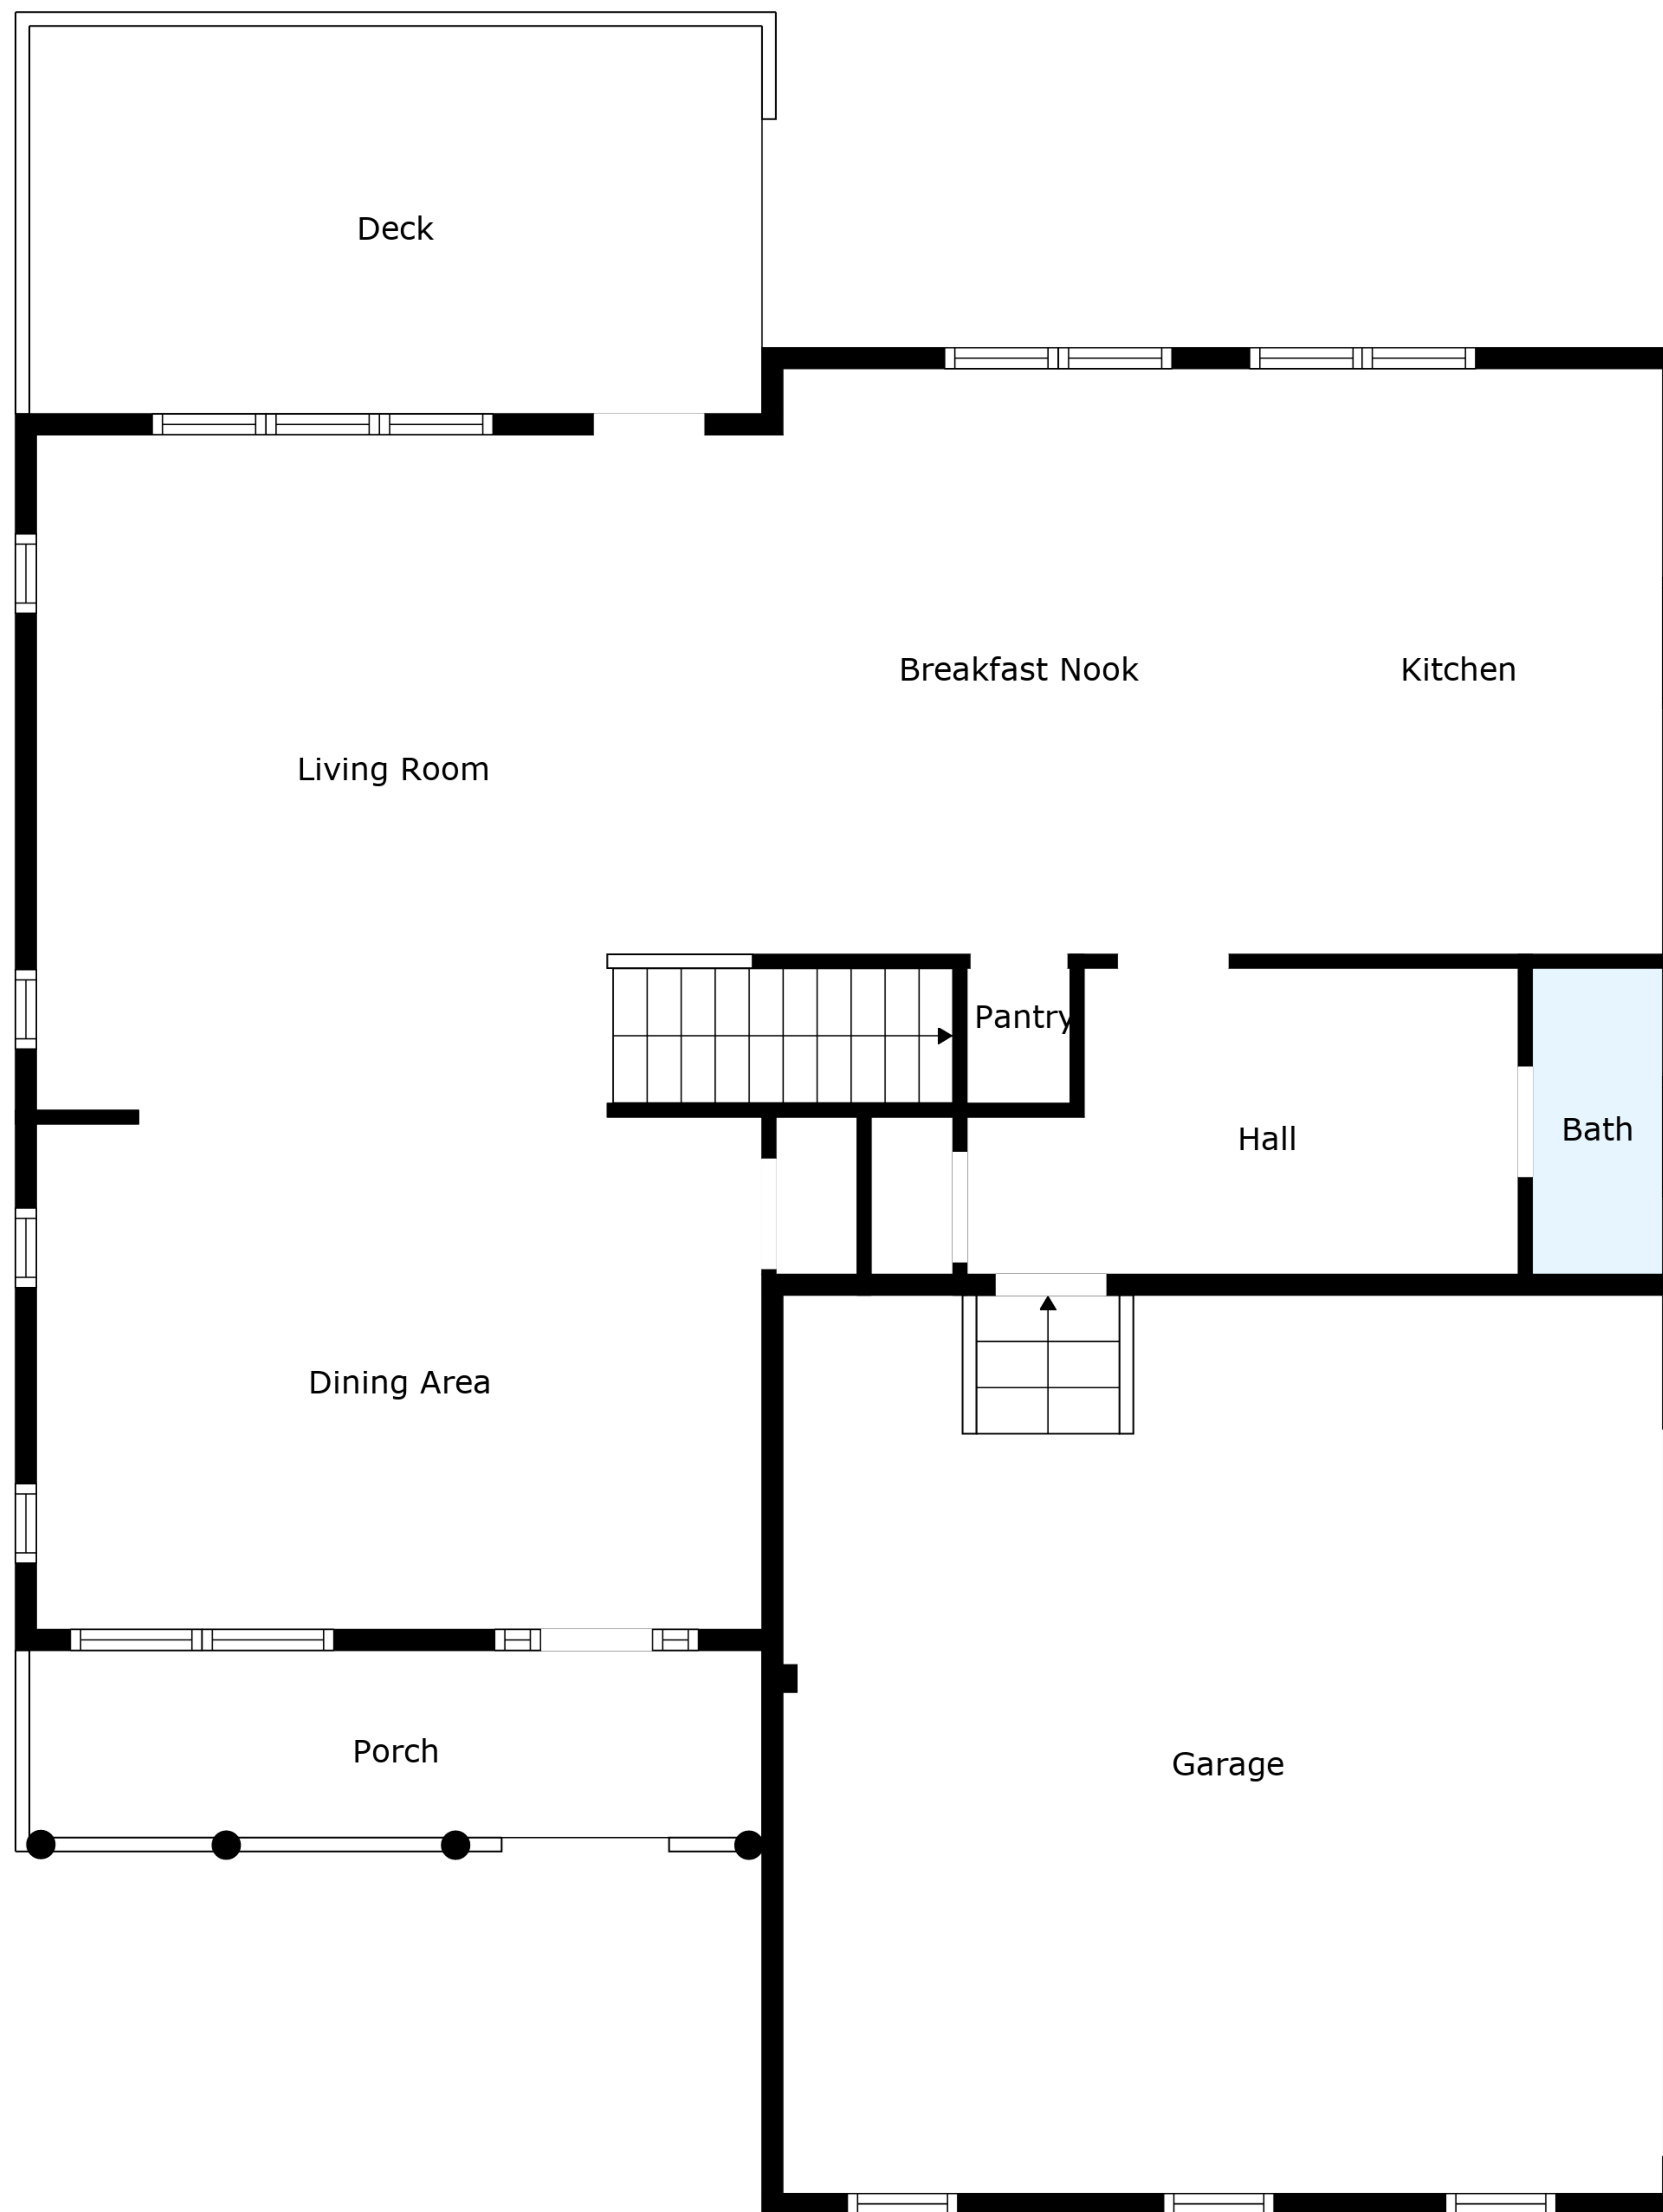 Deck
Breakfast Nook
Kitchen
Living Room
Pantry
Bath
Hall
Dining Area
Porch
Garage